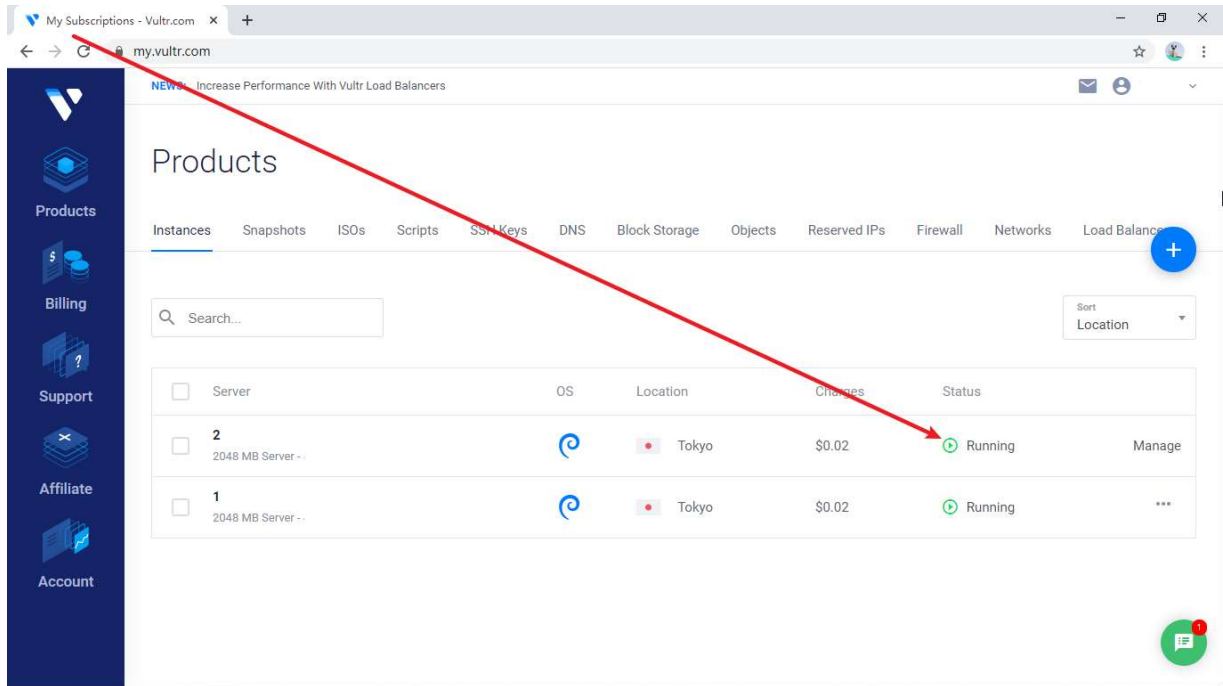 My Subscriptions - Vultr.com
my.vultr.com
NEWS: Increase Performance With Vultr Load Balancers
Products
Products
Instances Snapshots ISOs Scripts SSH Keys DNS Block Storage Objects Reserved IPs Firewall Networks Load Balance
+
$
Billing
Search...
Sort
Location
?
Support
Server OS Location Charges Status
2
2048 MB Server -
Tokyo $0.02 Running Manage
Affiliate
1
2048 MB Server -
Tokyo $0.02 Running ...
Account
1